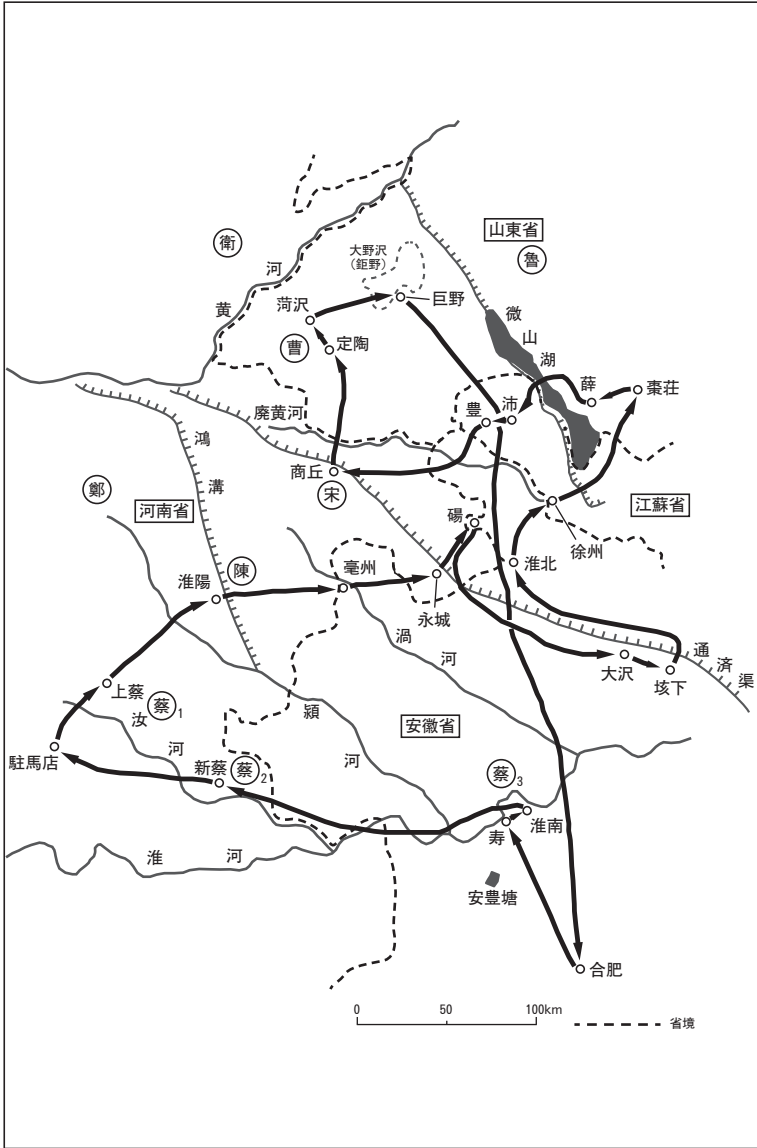 山東省
魯
衛
大野沢
(鉅野)
黄河
菏沢
巨野
微山湖
曹
定陶
薛
棗荘
廃黄河
豊
沛
鴻溝
商丘
宋
鄭
河南省
江蘇省
碭
徐州
淮陽
陳
亳州
永城
淮北
渦河
通済渠
大沢
垓下
上蔡
蔡1
汝河
潁河
安徽省
駐馬店
新蔡
蔡2
蔡3
寿
淮南
淮河
安豊塘
合肥
0 50 100km
省境